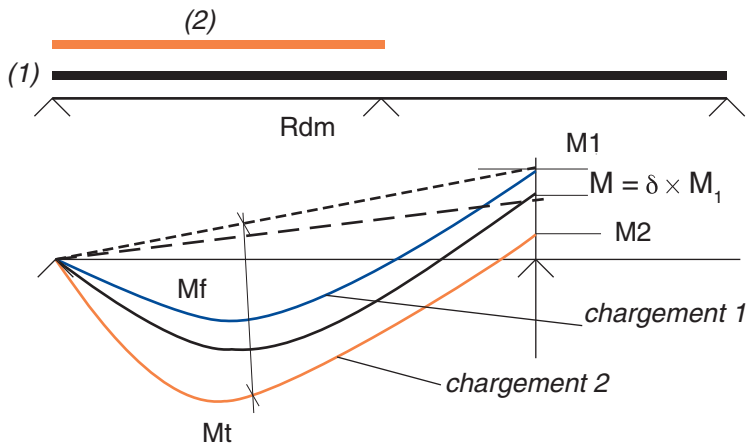 (2)
(1)
Rdm
M1
M = δ × M₁
M2
Mf
chargement 1
chargement 2
Mt